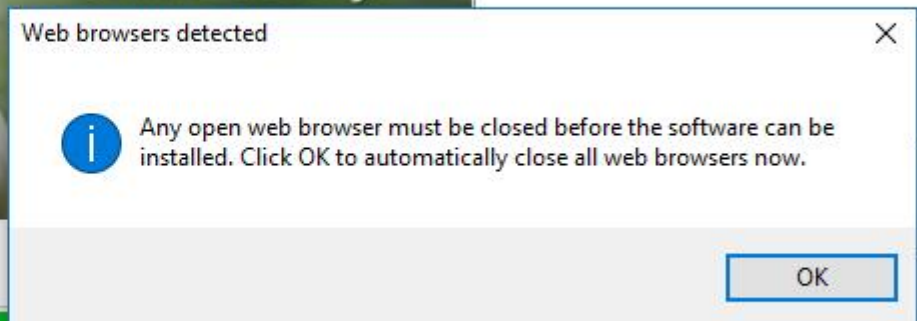 Web browsers detected
Any open web browser must be closed before the software can be
installed. Click OK to automatically close all web browsers now.
OK